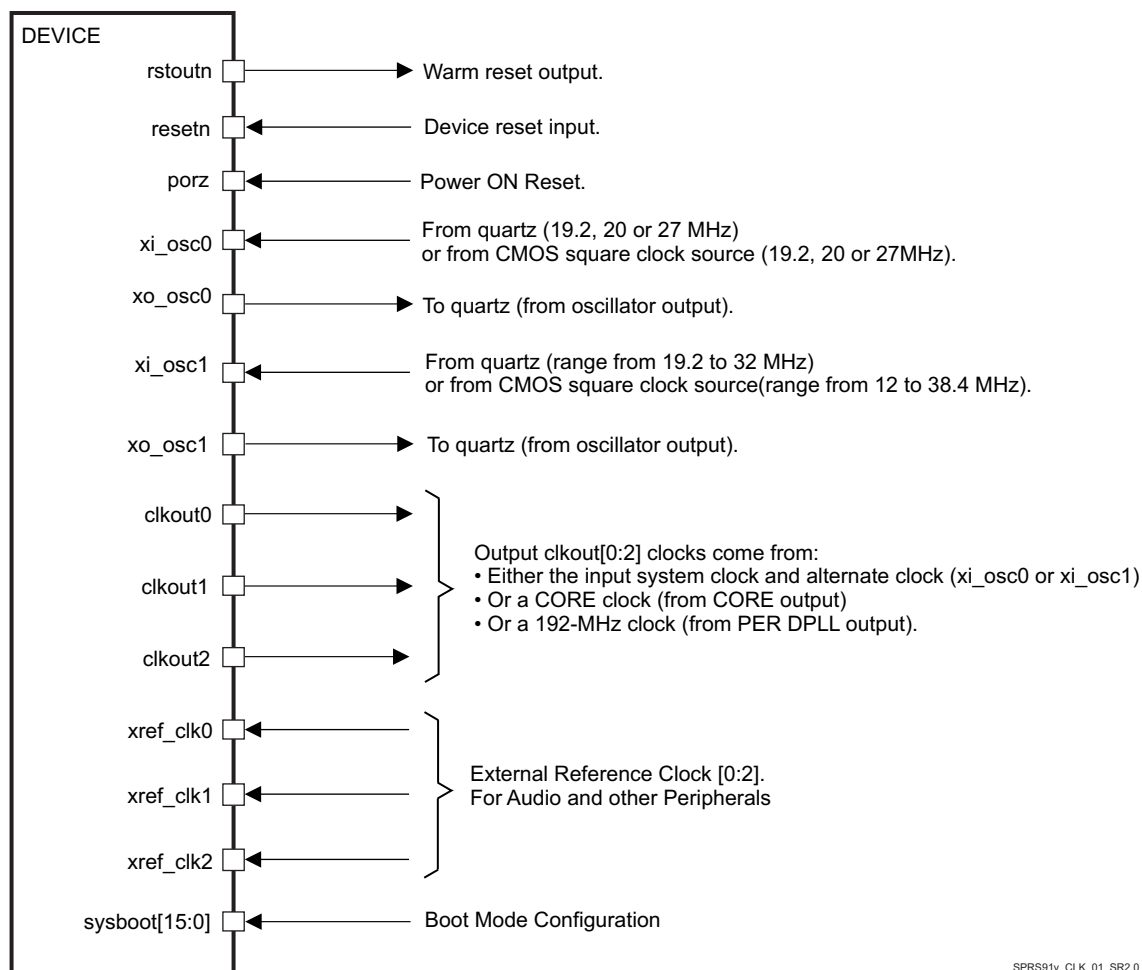 DEVICE
rstoutn
Warm reset output.
resetn
Device reset input.
porz
Power ON Reset.
xi_osc0
From quartz (19.2, 20 or 27 MHz)
or from CMOS square clock source (19.2, 20 or 27MHz).
xo_osc0
To quartz (from oscillator output).
xi_osc1
From quartz (range from 19.2 to 32 MHz)
or from CMOS square clock source(range from 12 to 38.4 MHz).
xo_osc1
To quartz (from oscillator output).
clkout0
clkout1
clkout2
Output clkout[0:2] clocks come from:
• Either the input system clock and alternate clock (xi_osc0 or xi_osc1)
• Or a CORE clock (from CORE output)
• Or a 192-MHz clock (from PER DPLL output).
xref_clk0
xref_clk1
xref_clk2
External Reference Clock [0:2].
For Audio and other Peripherals
sysboot[15:0]
Boot Mode Configuration
SPRS91v_CLK_01_SR2.0